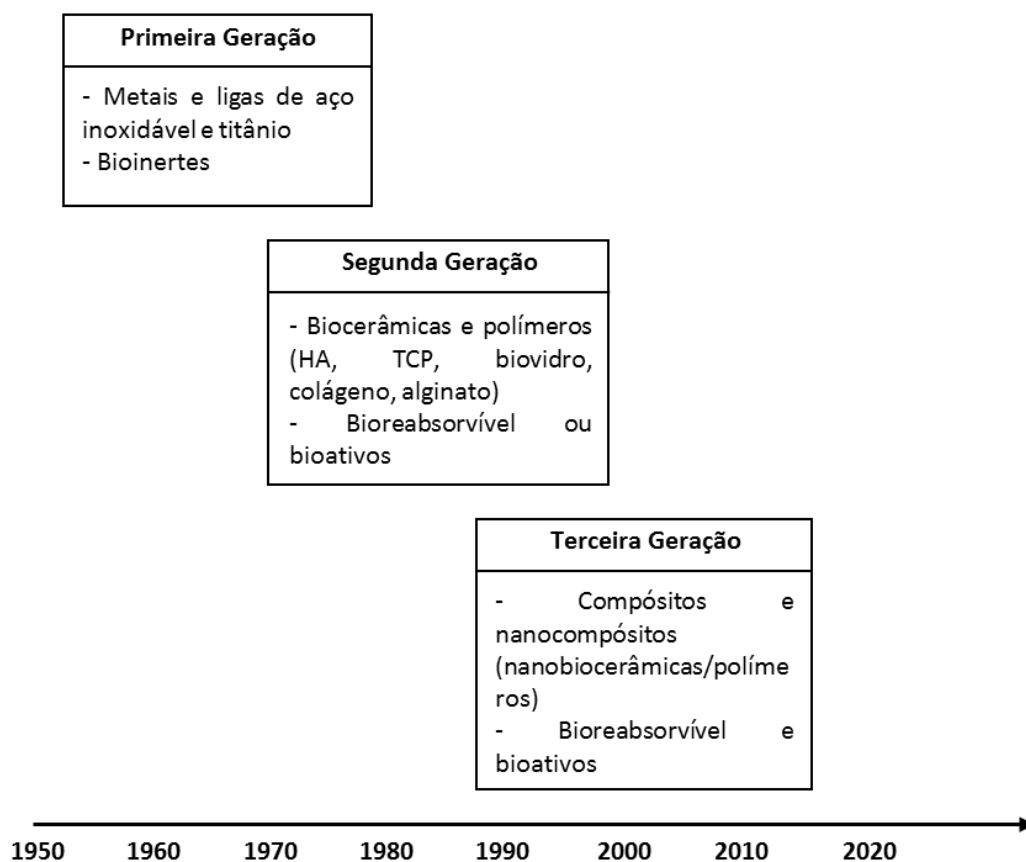 Primeira Geração
- Metais e ligas de aço
inoxidável e titânio
- Bioinertes
Segunda Geração
- Biocerâmicas e polímeros
(HA, TCP, biovidro,
colágeno, alginato)
- Bioreabsorvível ou
bioativos
Terceira Geração
- Compósitos e
nanocompósitos
(nanobiocerâmicas/políme
ros)
- Bioreabsorvível e
bioativos
1950 1960 1970 1980 1990 2000 2010 2020